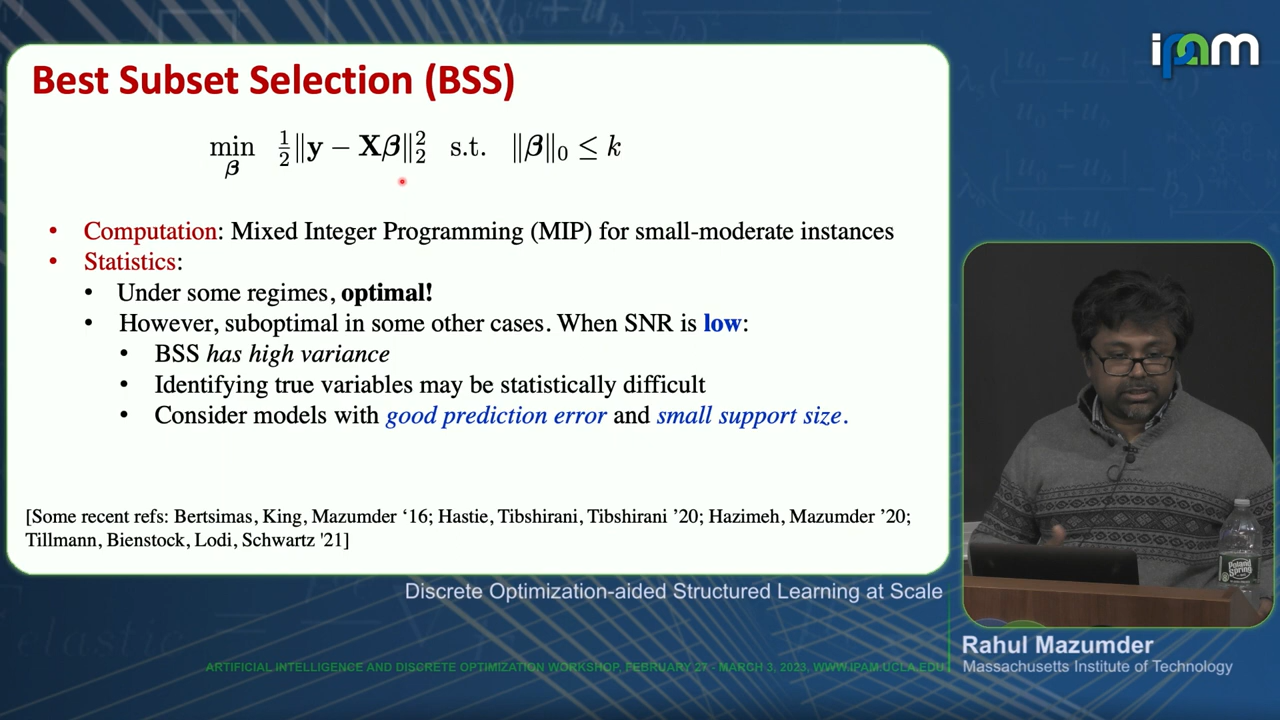 ipam
Best Subset Selection (BSS)
min_β ½‖y − Xβ‖₂² s.t. ‖β‖₀ ≤ k
• Computation: Mixed Integer Programming (MIP) for small-moderate instances
• Statistics:
• Under some regimes, optimal!
• However, suboptimal in some other cases. When SNR is low:
• BSS has high variance
• Identifying true variables may be statistically difficult
• Consider models with good prediction error and small support size.
[Some recent refs: Bertsimas, King, Mazumder ‘16; Hastie, Tibshirani, Tibshirani ’20; Hazimeh, Mazumder ’20;
Tillmann, Bienstock, Lodi, Schwartz '21]
Poland
Spring
Discrete Optimization-aided Structured Learning at Scale
Rahul Mazumder
Massachusetts Institute of Technology
ARTIFICIAL INTELLIGENCE AND DISCRETE OPTIMIZATION WORKSHOP, FEBRUARY 27 - MARCH 3, 2023, WWW.IPAM.UCLA.EDU
elastic